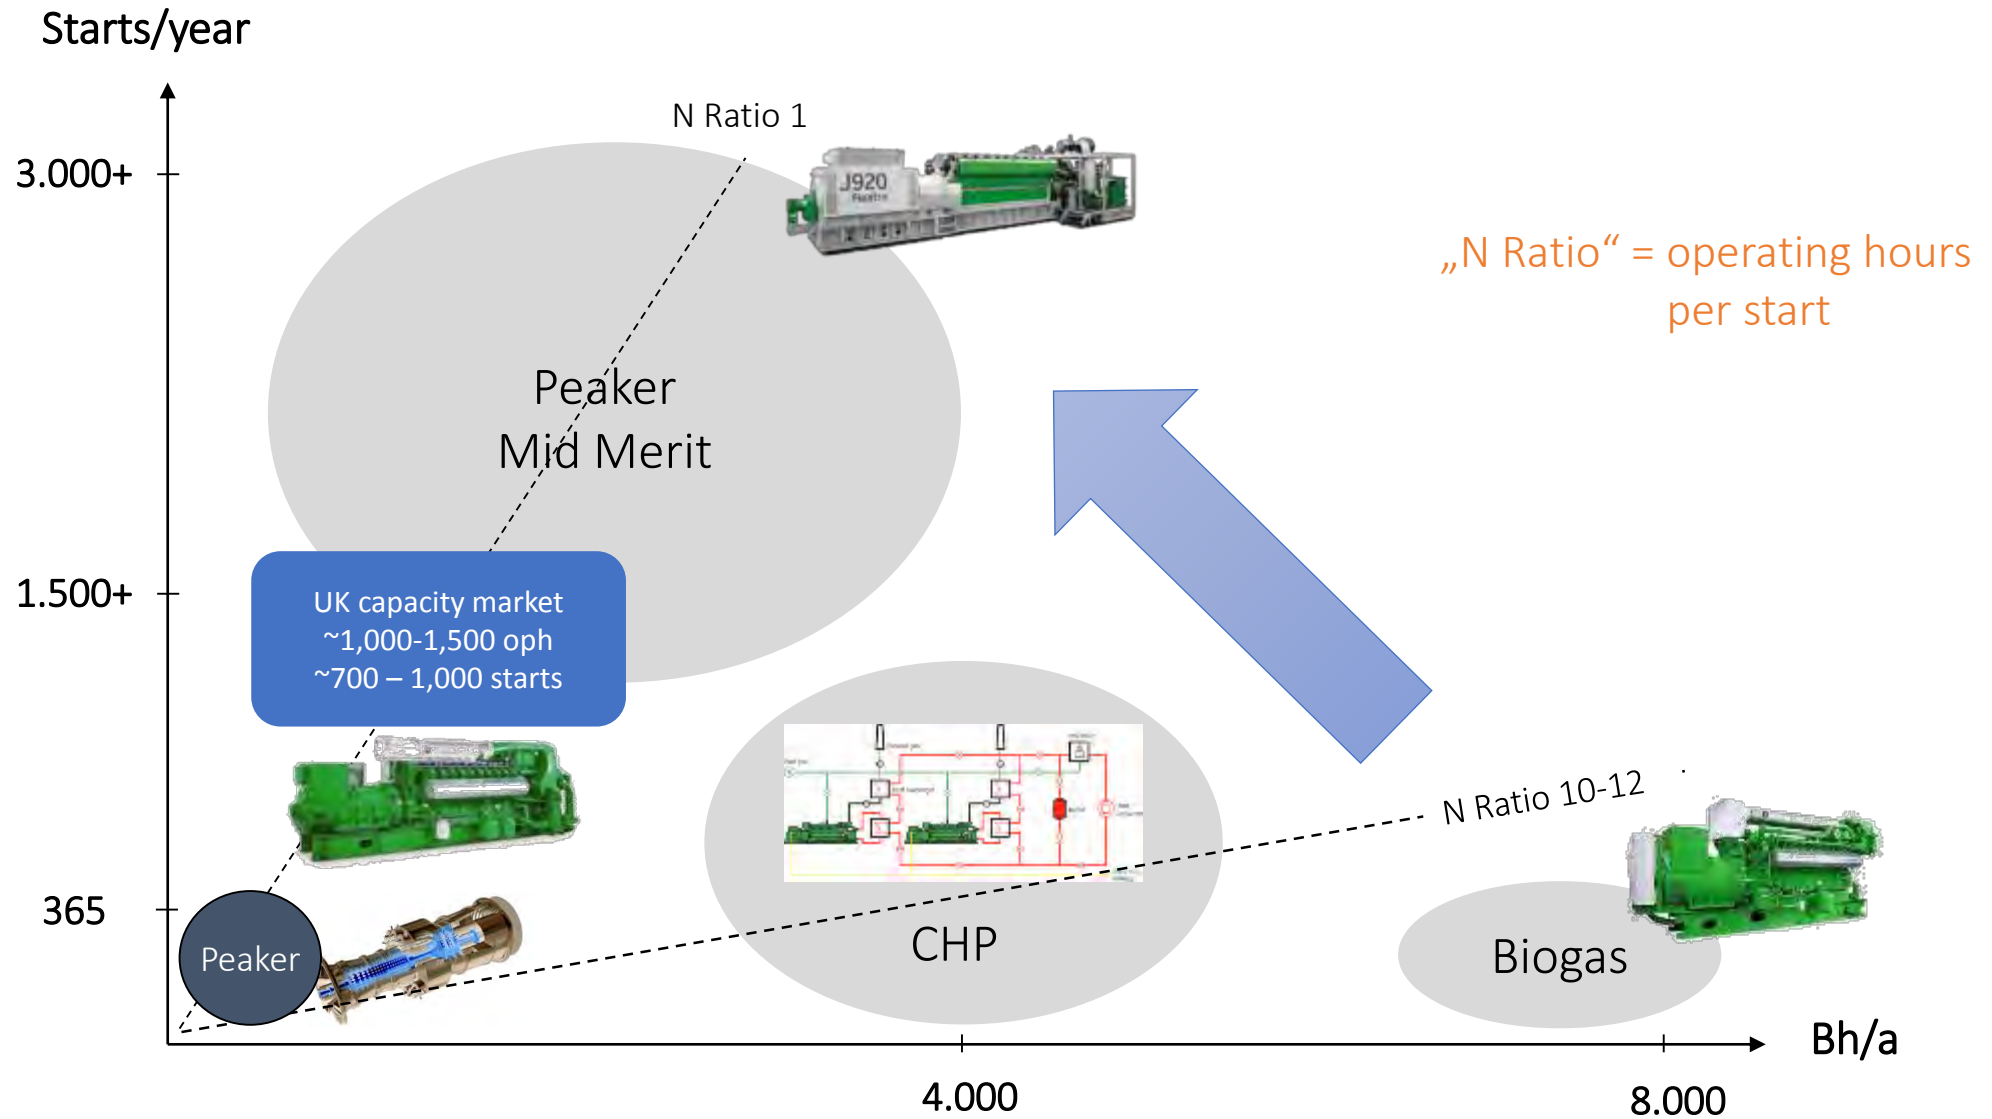 Starts/year
N Ratio 1
3.000+
J920
„N Ratio“ = operating hours
per start
Peaker
Mid Merit
1.500+
UK capacity market
~1,000-1,500 oph
~700 – 1,000 starts
N Ratio 10-12
365
Peaker
CHP
Biogas
Bh/a
4.000
8.000